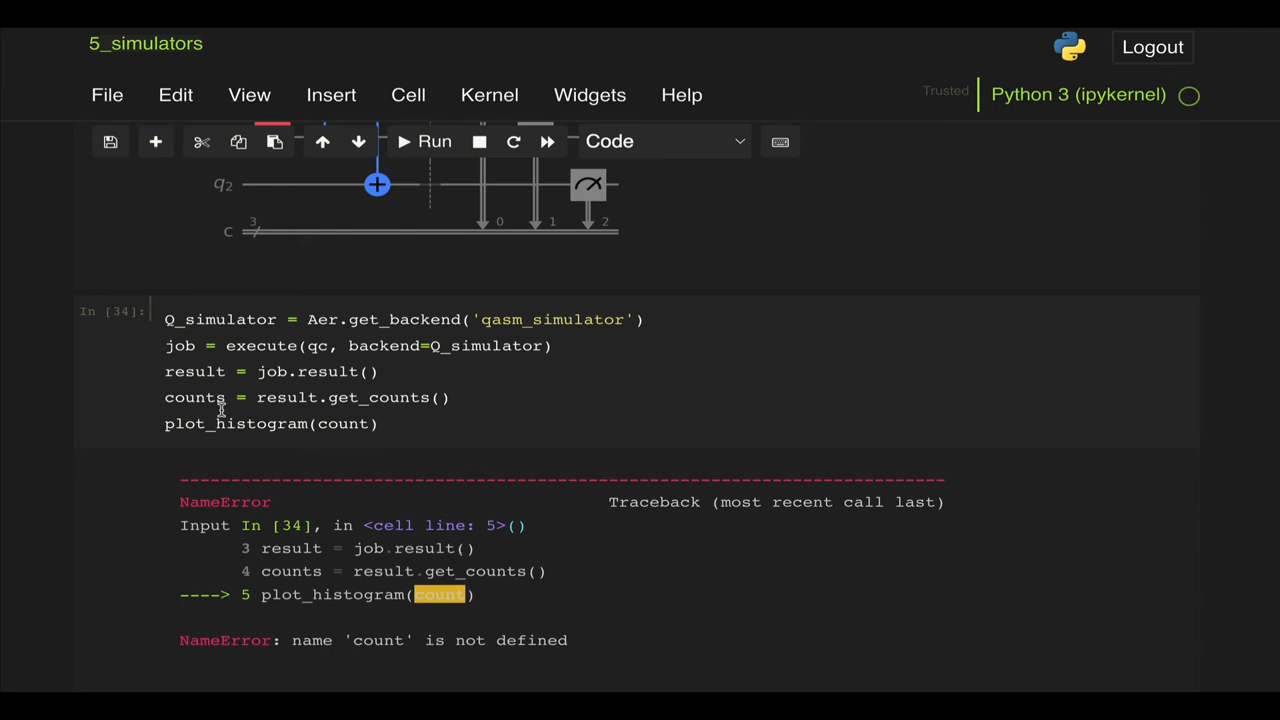 5_simulators
Logout
File Edit View Insert Cell Kernel Widgets Help
Trusted
Python 3 (ipykernel)
Run
Code
q2
c 3 0 1 2
In [34]:
Q_simulator = Aer.get_backend('qasm_simulator')
job = execute(qc, backend=Q_simulator)
result = job.result()
counts = result.get_counts()
plot_histogram(count)
---------------------------------------------------------------------------
NameError Traceback (most recent call last)
Input In [34], in <cell line: 5>()
3 result = job.result()
4 counts = result.get_counts()
----> 5 plot_histogram(count)
NameError: name 'count' is not defined